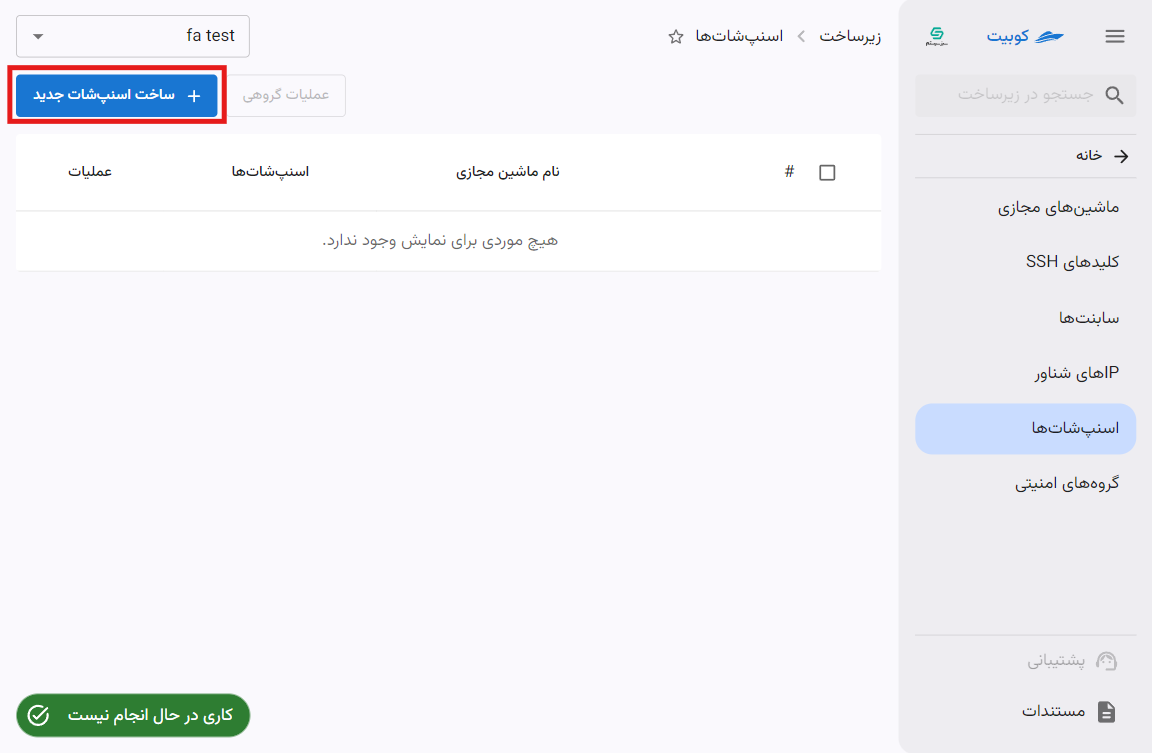 کوبیت
جستجو در زیرساخت
خانه
ماشین‌های مجازی
کلیدهای SSH
سابنت‌ها
IPهای شناور
اسنپ‌شات‌ها
گروه‌های امنیتی
پشتیبانی
مستندات
زیرساخت
اسنپ‌شات‌ها
fa test
عملیات گروهی
ساخت اسنپ‌شات جدید
# نام ماشین مجازی اسنپ‌شات‌ها عملیات
هیچ موردی برای نمایش وجود ندارد.
کاری در حال انجام نیست